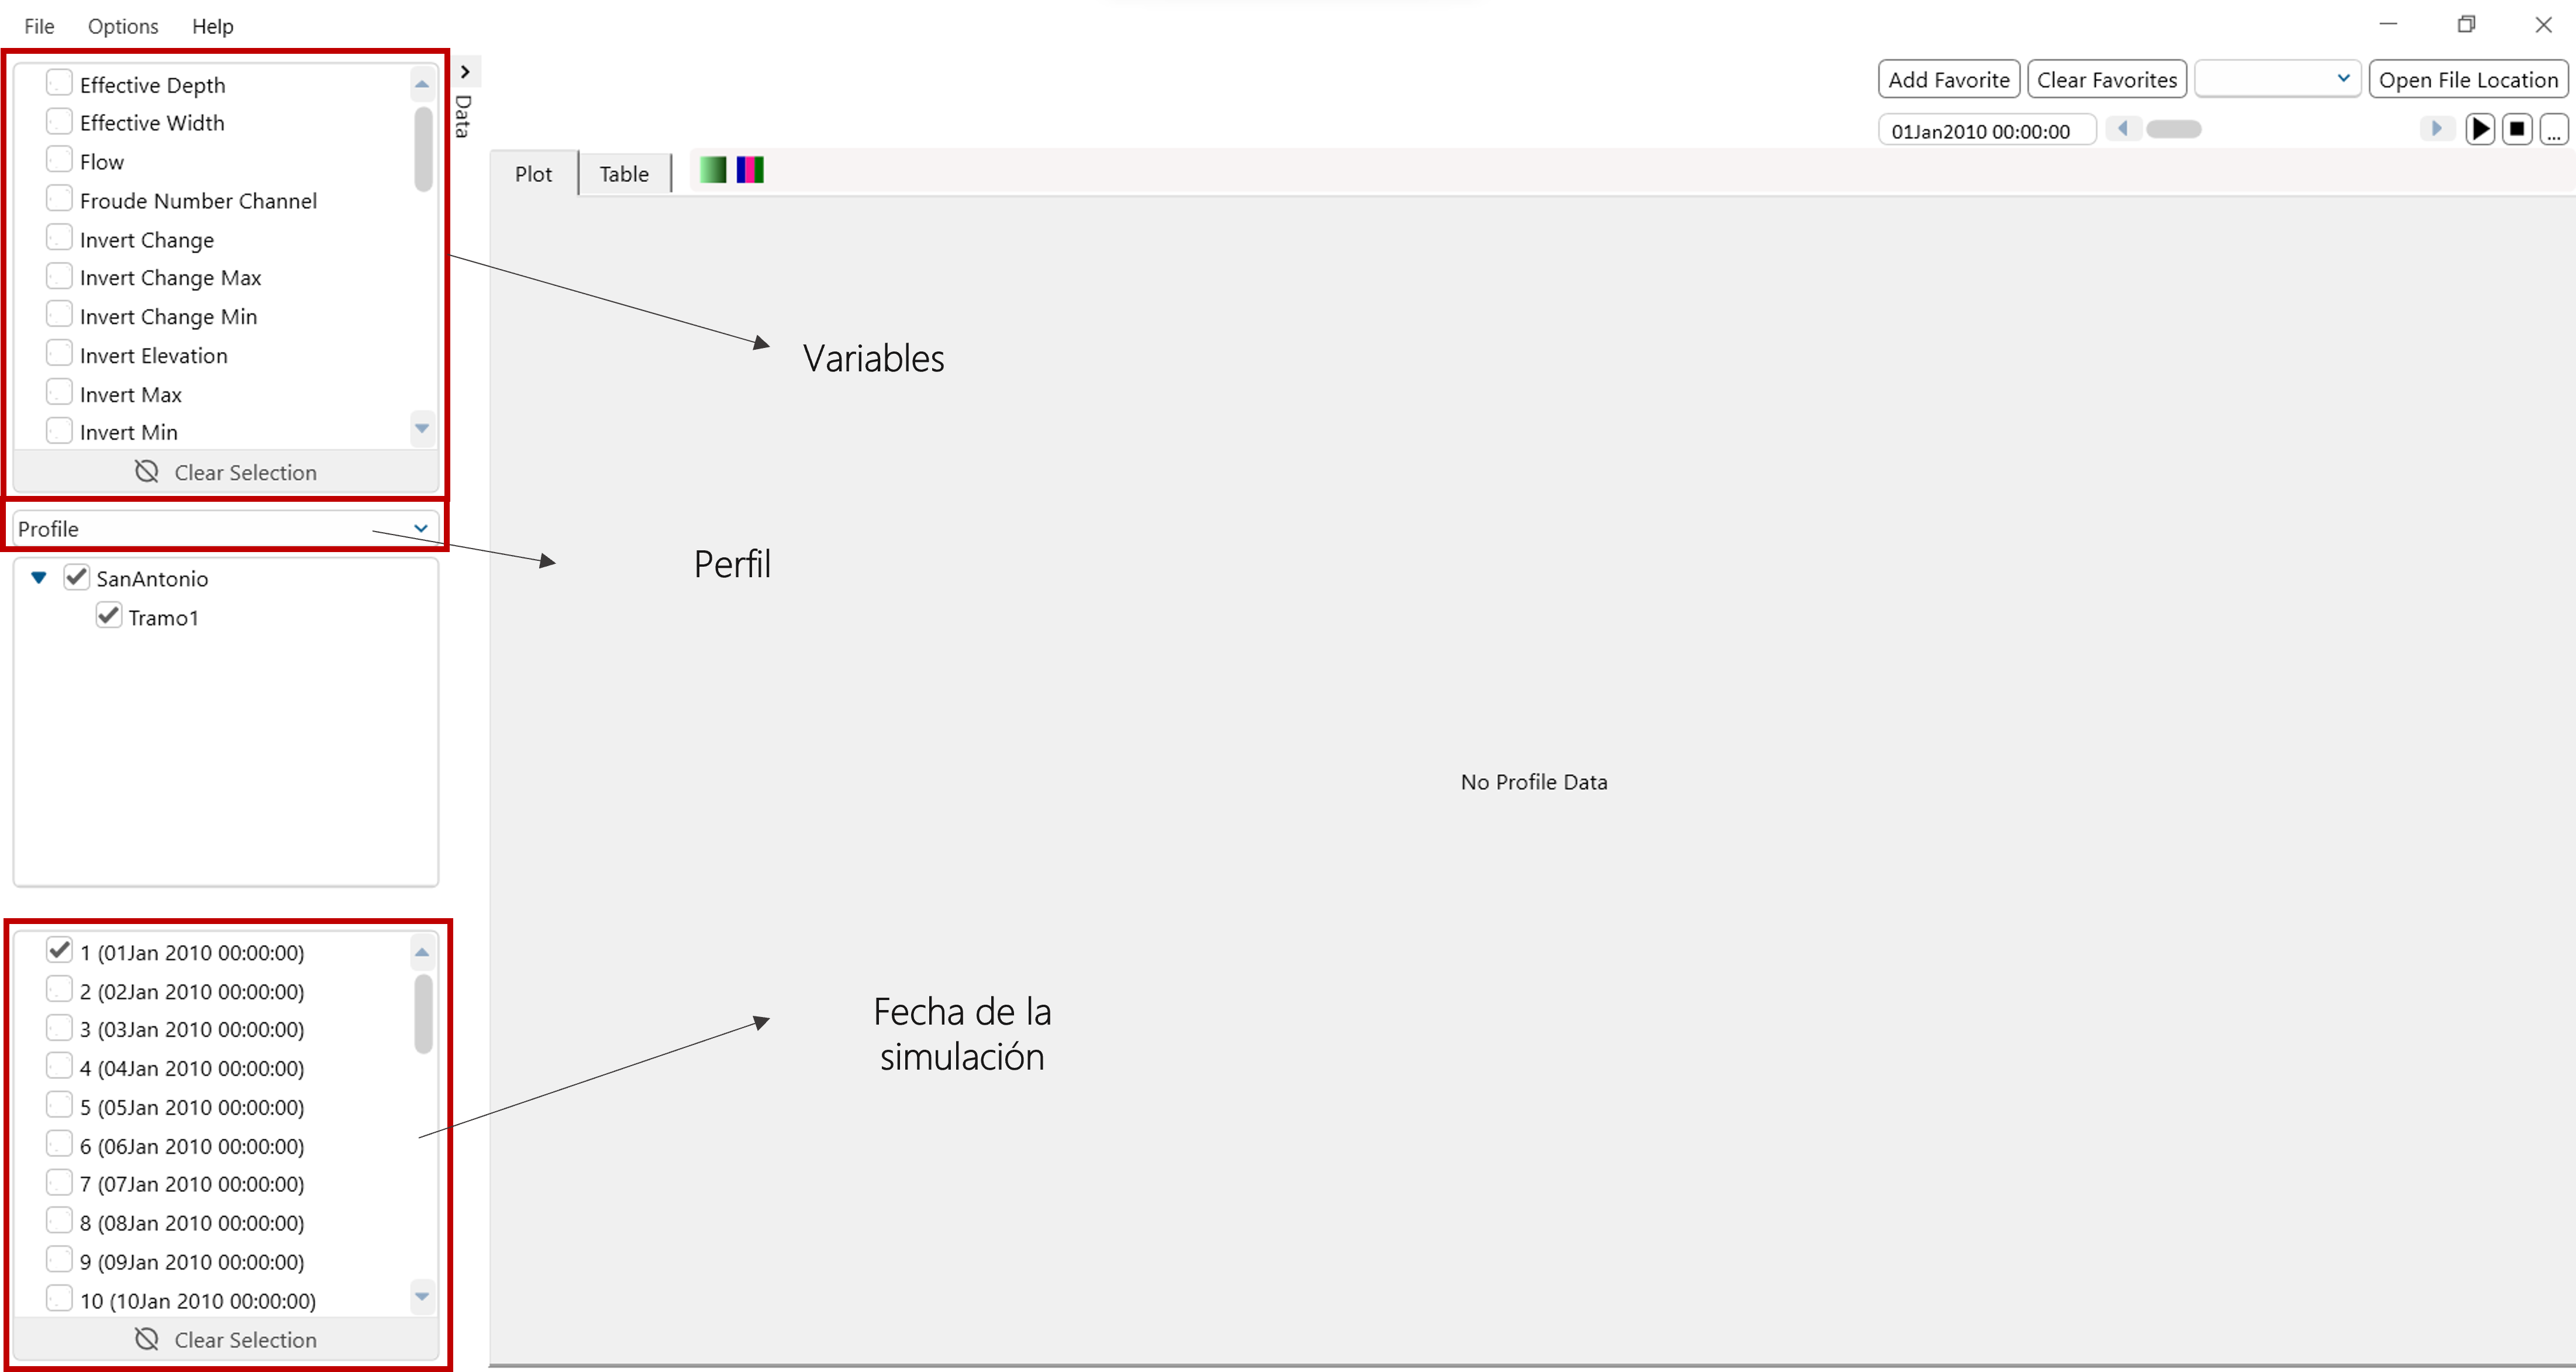 File Options Help
Effective Depth
Effective Width
Flow
Froude Number Channel
Invert Change
Invert Change Max
Invert Change Min
Invert Elevation
Invert Max
Invert Min
Clear Selection
Profile
SanAntonio
Tramo1
1 (01Jan 2010 00:00:00)
2 (02Jan 2010 00:00:00)
3 (03Jan 2010 00:00:00)
4 (04Jan 2010 00:00:00)
5 (05Jan 2010 00:00:00)
6 (06Jan 2010 00:00:00)
7 (07Jan 2010 00:00:00)
8 (08Jan 2010 00:00:00)
9 (09Jan 2010 00:00:00)
10 (10Jan 2010 00:00:00)
Clear Selection
Data
Add Favorite Clear Favorites Open File Location
01Jan2010 00:00:00 ...
Plot Table
Variables
Perfil
No Profile Data
Fecha de la
simulación